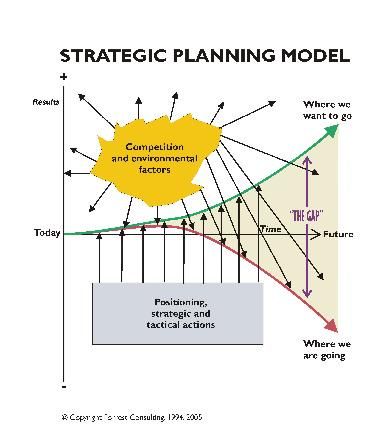 STRATEGIC PLANNING MODEL
+
Results
Where we
want to go
Competition
and environmental
factors
"THE GAP"
Today
Time
Future
Positioning,
strategic and
tactical actions
Where we
are going
-
© Copyright Forrest Consulting, 1994, 2005